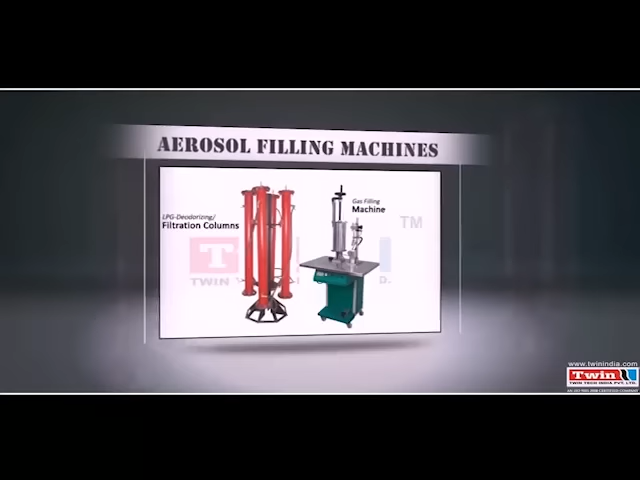 AEROSOL FILLING MACHINES
LPG-Deodorizing/
Filtration Columns
Gas Filling
Machine
TM
www.twinindia.com
Twin
TWIN TECH INDIA PVT. LTD.